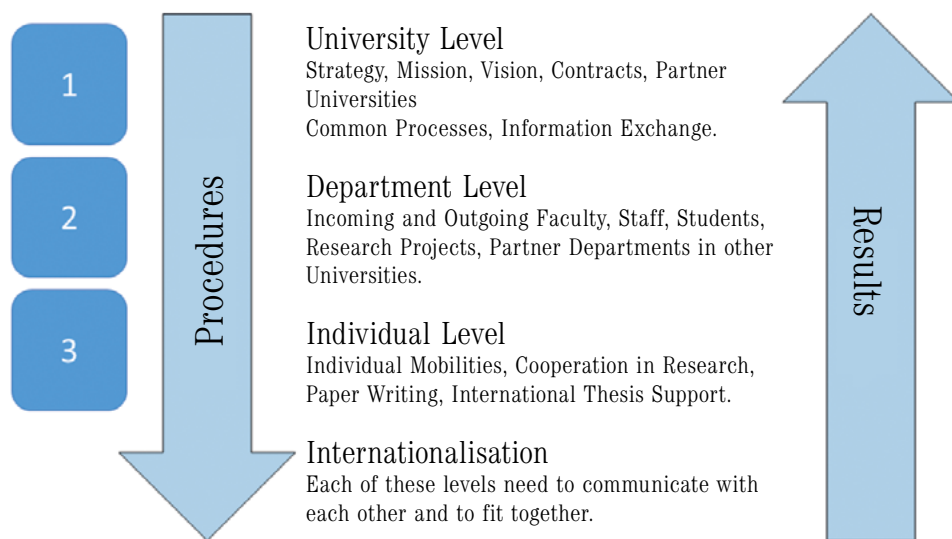 1
University Level
Strategy, Mission, Vision, Contracts, Partner
Universities
Common Processes, Information Exchange.
2
Department Level
Incoming and Outgoing Faculty, Staff, Students,
Research Projects, Partner Departments in other
Universities.
3
Individual Level
Individual Mobilities, Cooperation in Research,
Paper Writing, International Thesis Support.
Internationalisation
Each of these levels need to communicate with
each other and to fit together.
Procedures
Results